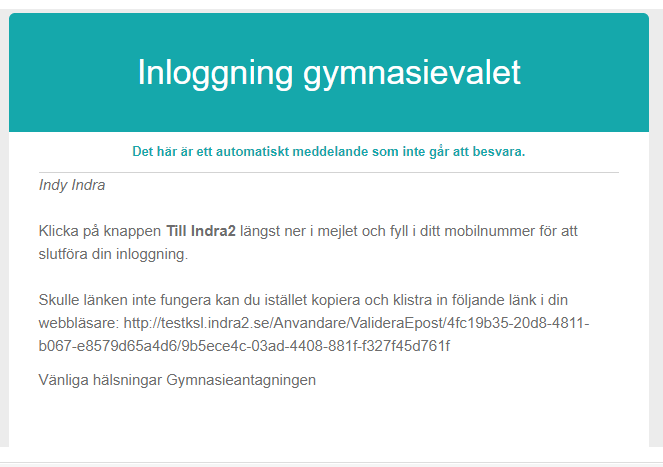 Inloggning gymnasievalet
Det här är ett automatiskt meddelande som inte går att besvara.
Indy Indra
Klicka på knappen Till Indra2 längst ner i mejlet och fyll i ditt mobilnummer för att
slutföra din inloggning.
Skulle länken inte fungera kan du istället kopiera och klistra in följande länk i din
webbläsare: http://testksl.indra2.se/Anvandare/ValideraEpost/4fc19b35-20d8-4811-
b067-e8579d65a4d6/9b5ece4c-03ad-4408-881f-f327f45d761f
Vänliga hälsningar Gymnasieantagningen